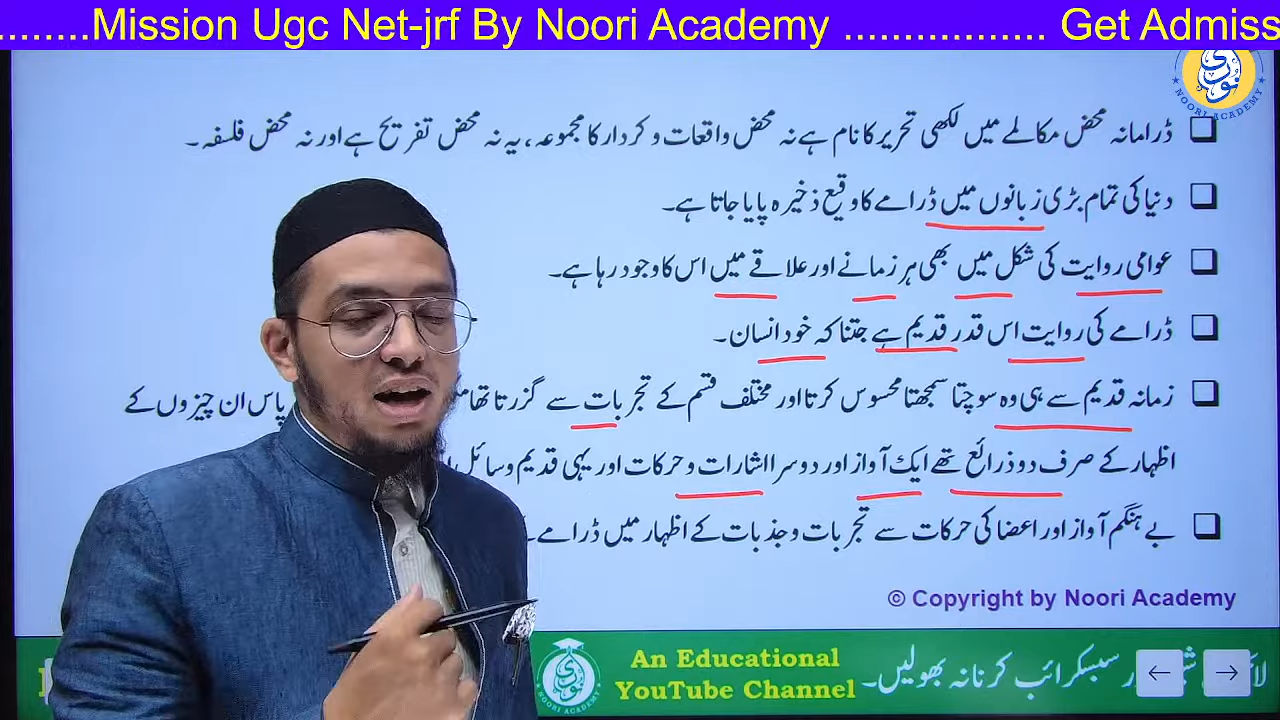 ........Mission Ugc Net-jrf By Noori Academy ................. Get Admiss
نوری
NOORI ACADEMY
ڈرامانہ محض مکالمے میں لکھی تحریر کا نام ہے نہ محض واقعات و کردار کا مجموعہ، یہ نہ محض تفریح ہے اور نہ محض فلسفہ۔
دنیا کی تمام بڑی زبانوں میں ڈرامے کا وقیع ذخیرہ پایا جاتا ہے۔
عوامی روایت کی شکل میں بھی ہر زمانے اور علاقے میں اس کا وجود رہا ہے۔
ڈرامے کی روایت اس قدر قدیم ہے جتنا کہ خود انسان۔
زمانہ قدیم سے ہی وہ سوچتا سمجھتا محسوس کرتا اور مختلف قسم کے تجربات سے گزرتا تھا پاس ان چیزوں کے
اظہار کے صرف دو ذرائع تھے ایک آواز اور دوسرا اشارات و حرکات اور یہی قدیم وسائل
بے ہنگم آواز اور اعضا کی حرکات سے تجربات و جذبات کے اظہار میں ڈرامے
© Copyright by Noori Academy
نوری
NOORI ACADEMY
An Educational
YouTube Channel
سبسکرائب کرنا نہ بھولیں۔